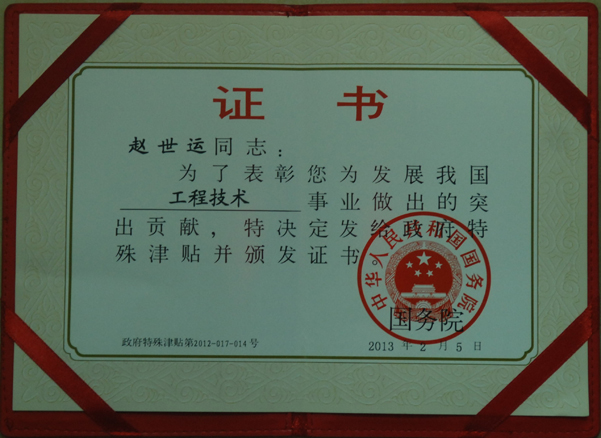 证 书
赵世运同志：
为了表彰您为发展我国
工程技术 事业做出的突
出贡献，特决定发给政府特
殊津贴并颁发证书
中华人民共和国国务院
国务院
政府特殊津贴第2012-017-014号
2013 年 2 月 5 日